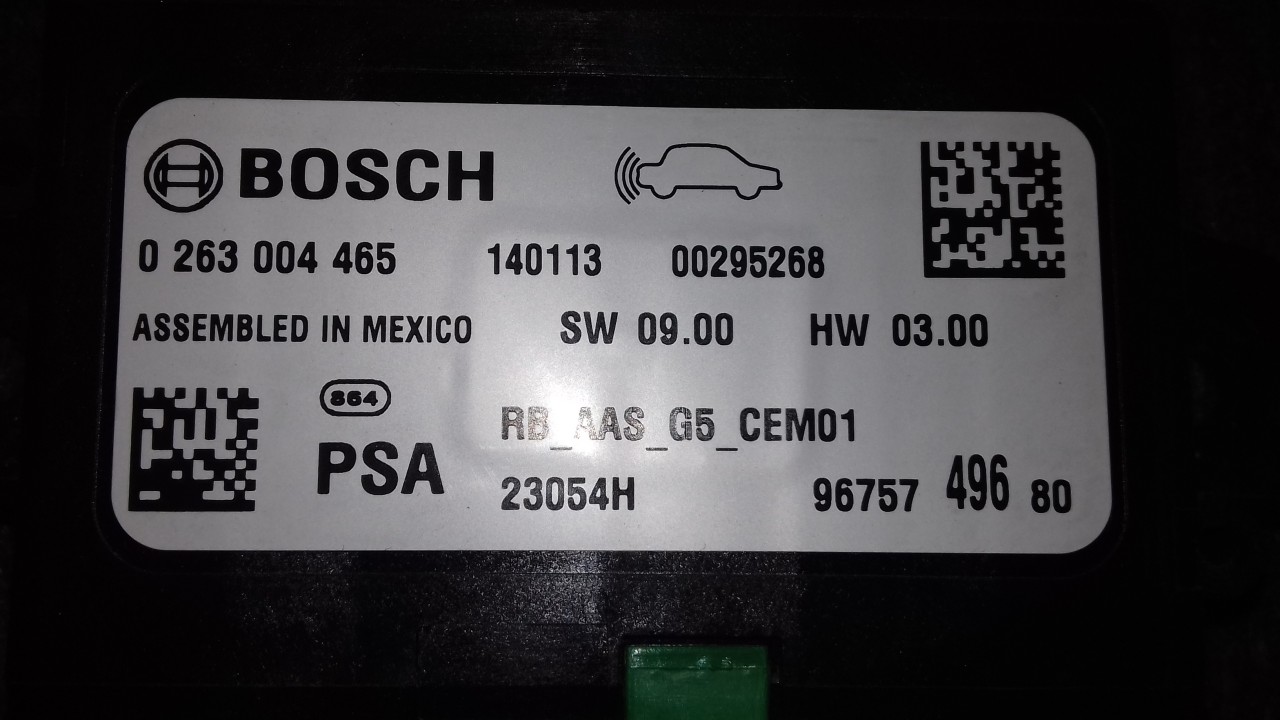 BOSCH
0 263 004 465 140113 00295268
ASSEMBLED IN MEXICO SW 09.00 HW 03.00
864
RB_AAS_G5_CEM01
PSA
23054H 96757 496 80